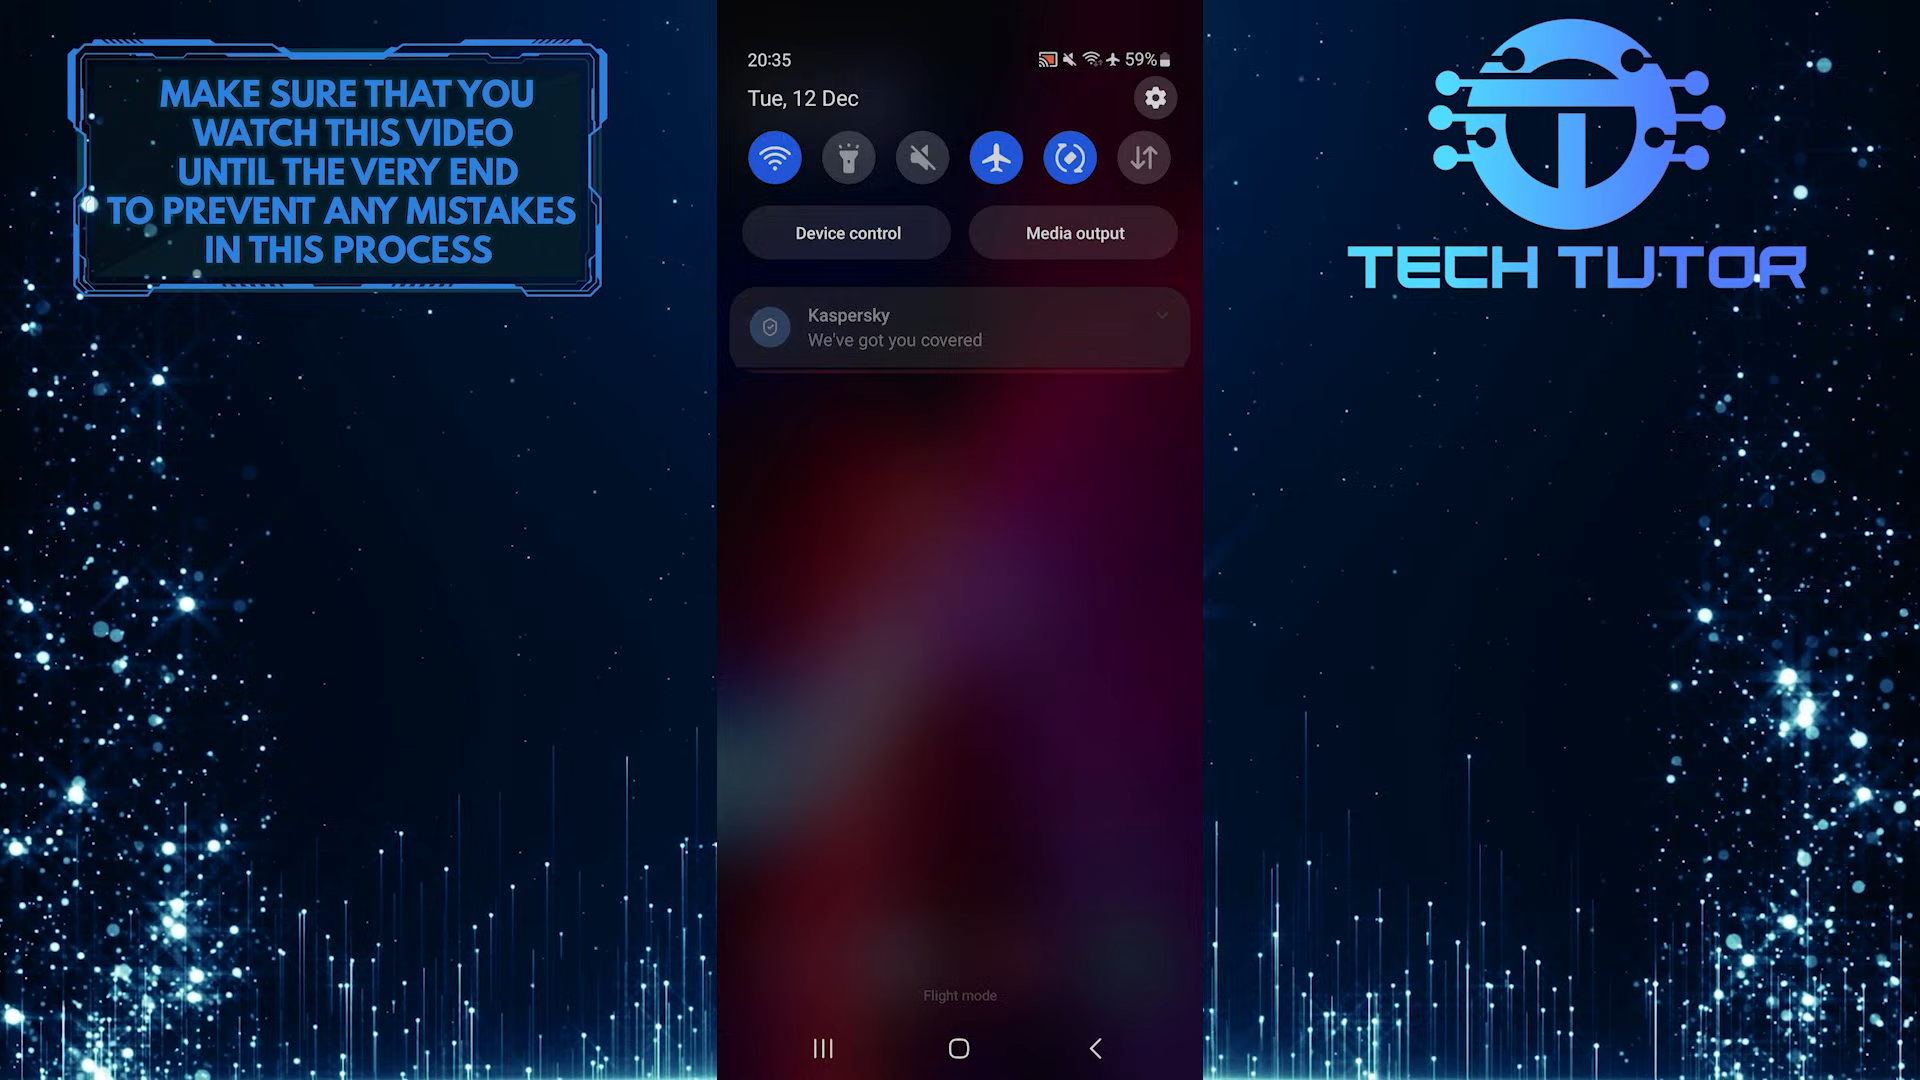 MAKE SURE THAT YOU
WATCH THIS VIDEO
UNTIL THE VERY END
TO PREVENT ANY MISTAKES
IN THIS PROCESS
20:35
59%
Tue, 12 Dec
Device control
Media output
Kaspersky
We've got you covered
Flight mode
TECH TUTOR